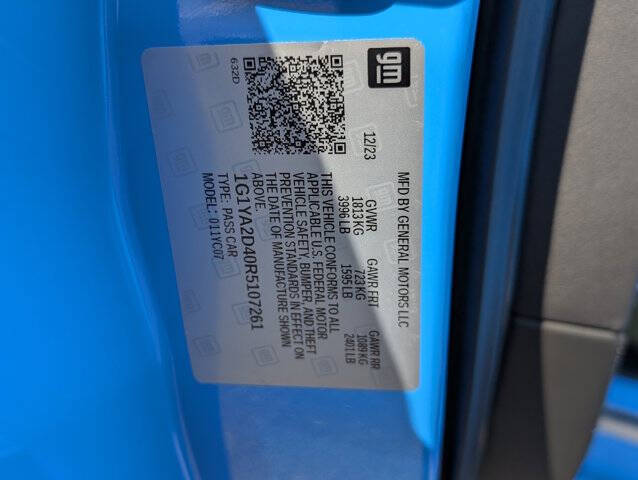 gm
632D
12/23
MFD BY GENERAL MOTORS LLC
GVWR GAWR FRT GAWR RR
1813KG 723KG 1089KG
3996LB 1595LB 2401LB
THIS VEHICLE CONFORMS TO ALL
APPLICABLE U.S. FEDERAL MOTOR
VEHICLE SAFETY, BUMPER, AND THEFT
PREVENTION STANDARDS IN EFFECT ON
THE DATE OF MANUFACTURE SHOWN
ABOVE.
1G1YA2D40R5107261
TYPE: PASS CAR
MODEL: 011YC07